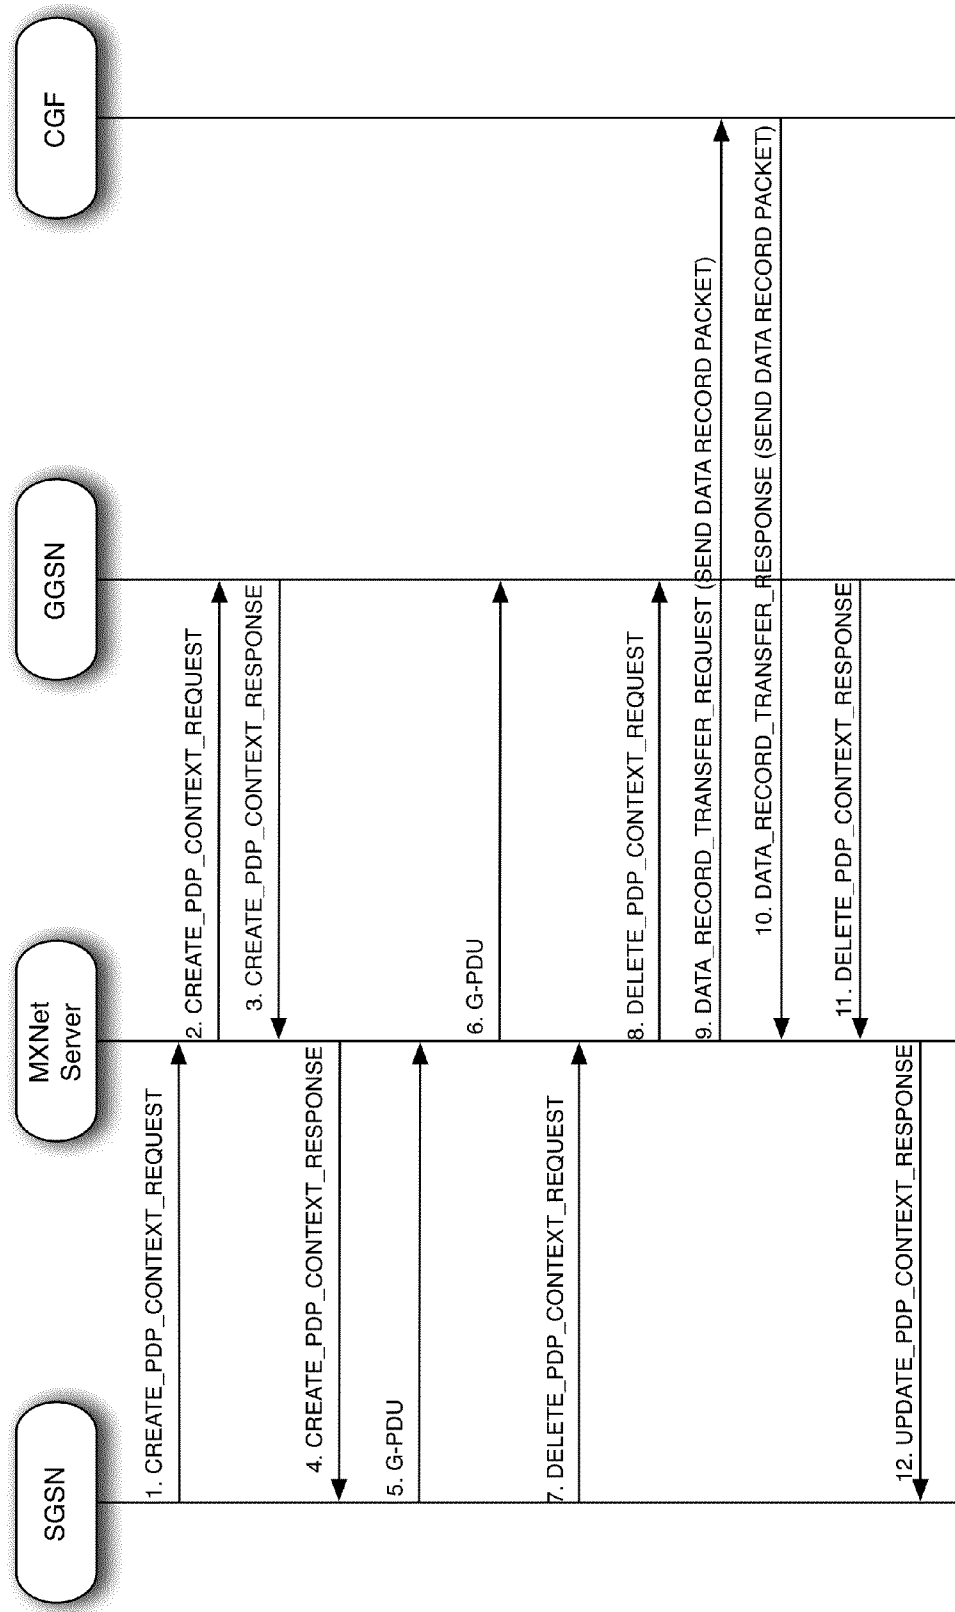 SGSN
MXNet
Server
GGSN
CGF
1. CREATE_PDP_CONTEXT_REQUEST
2. CREATE_PDP_CONTEXT_REQUEST
3. CREATE_PDP_CONTEXT_RESPONSE
4. CREATE_PDP_CONTEXT_RESPONSE
5. G-PDU
6. G-PDU
7. DELETE_PDP_CONTEXT_REQUEST
8. DELETE_PDP_CONTEXT_REQUEST
9. DATA_RECORD_TRANSFER_REQUEST (SEND DATA RECORD PACKET)
10. DATA_RECORD_TRANSFER_RESPONSE (SEND DATA RECORD PACKET)
11. DELETE_PDP_CONTEXT_RESPONSE
12. UPDATE_PDP_CONTEXT_RESPONSE